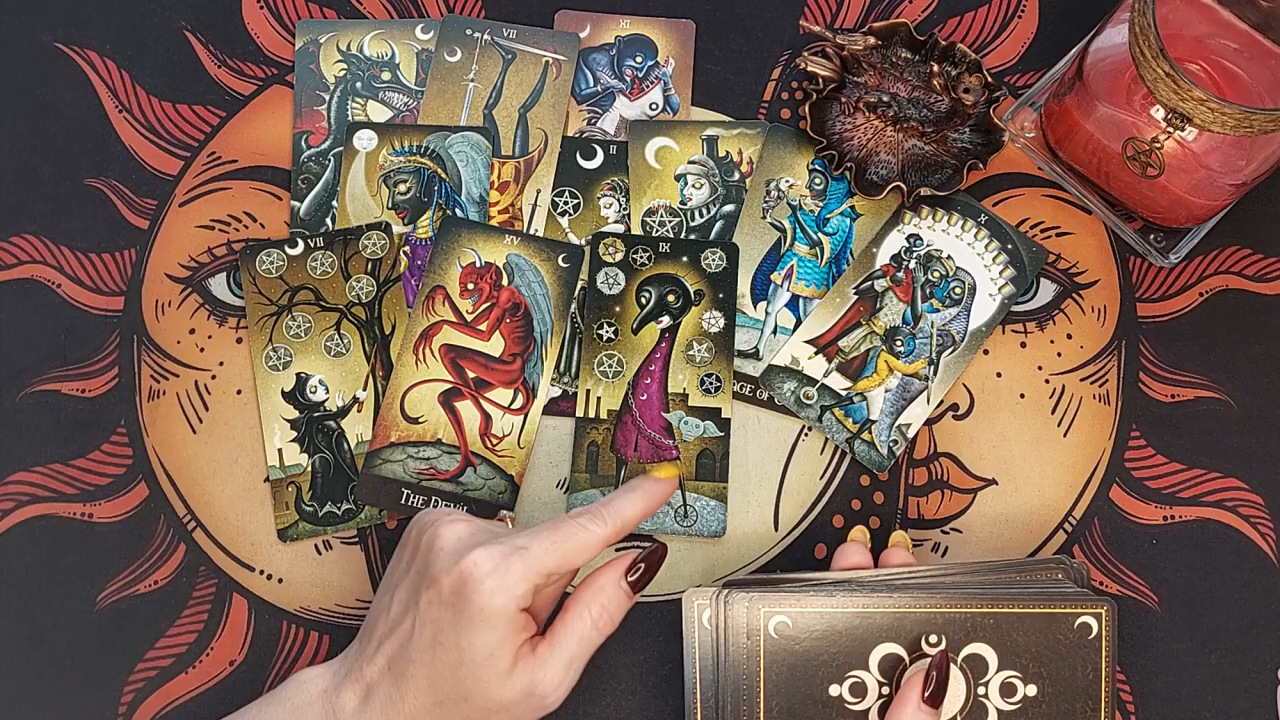 VII
XI
II
VII
XV
IX
X
AGE OF
THE DEVIL